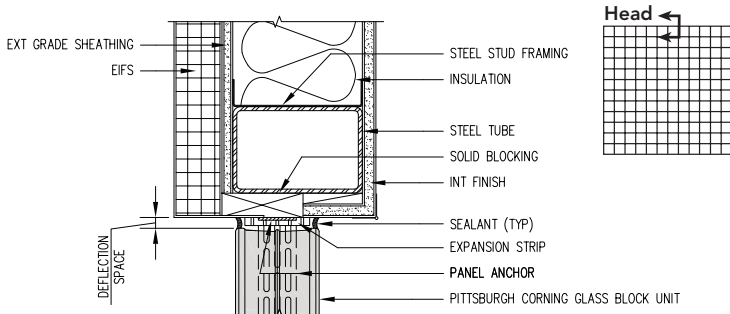 Head
EXT GRADE SHEATHING
EIFS
STEEL STUD FRAMING
INSULATION
STEEL TUBE
SOLID BLOCKING
INT FINISH
SEALANT (TYP)
EXPANSION STRIP
PANEL ANCHOR
PITTSBURGH CORNING GLASS BLOCK UNIT
DEFLECTION
SPACE